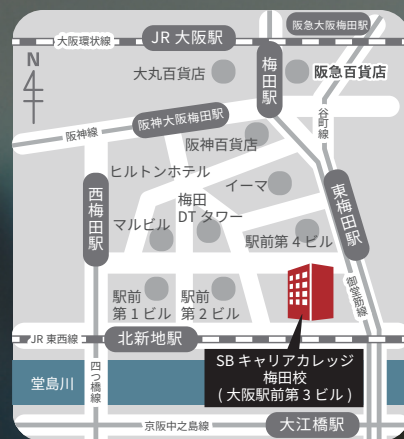 阪急大阪梅田駅
大阪環状線
JR 大阪駅
N
大丸百貨店
梅田駅
阪急百貨店
谷町線
阪神大阪梅田駅
阪神線
阪神百貨店
ヒルトンホテル
イーマ
西梅田駅
梅田
DT タワー
東梅田駅
マルビル
駅前第 4 ビル
駅前
第 1 ビル
駅前
第 2 ビル
御堂筋線
JR 東西線
北新地駅
SB キャリアカレッジ
梅田校
( 大阪駅前第 3 ビル )
四つ橋線
堂島川
京阪中之島線
大江橋駅